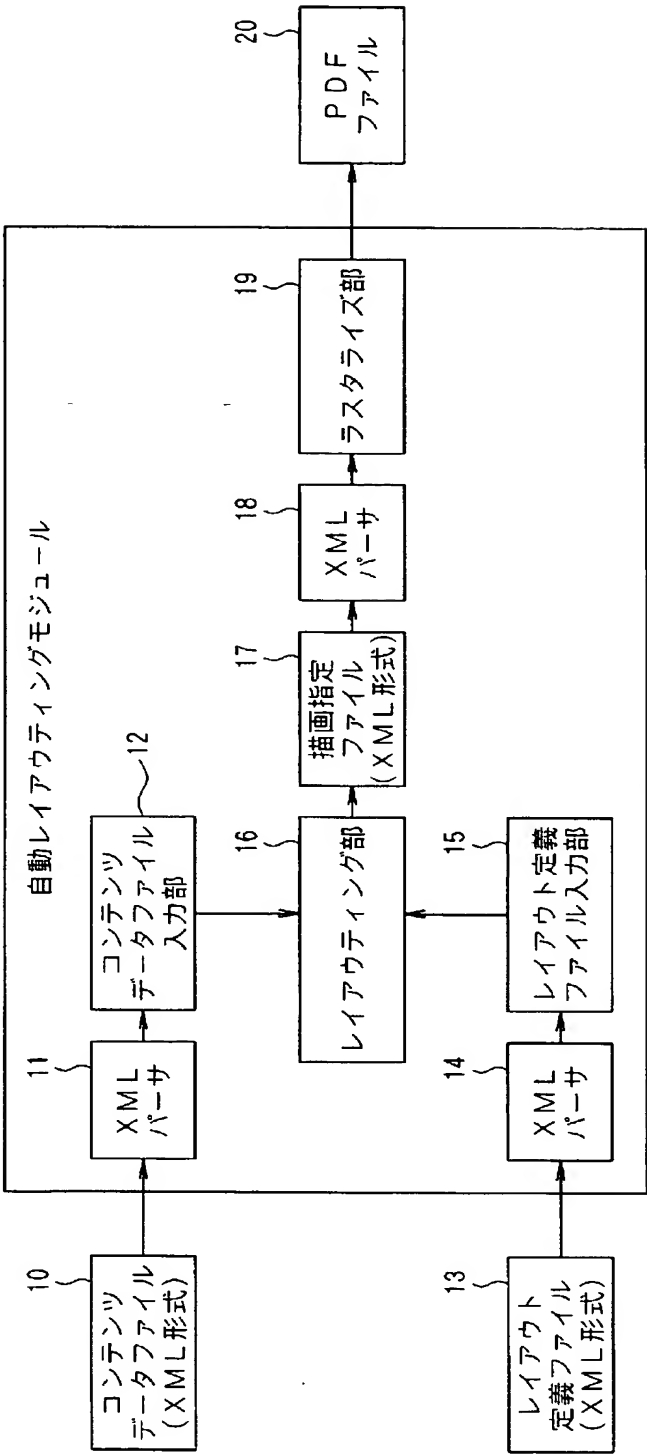 自動レイアウティングモジュール
10
コンテンツ
データファイル
(XML形式)
11
XML
パーサ
12
コンテンツ
データファイル
入力部
13
レイアウト
定義ファイル
(XML形式)
14
XML
パーサ
15
レイアウト定義
ファイル入力部
16
レイアウティング部
17
描画指定
ファイル
(XML形式)
18
XML
パーサ
19
ラスタライズ部
20
PDF
ファイル